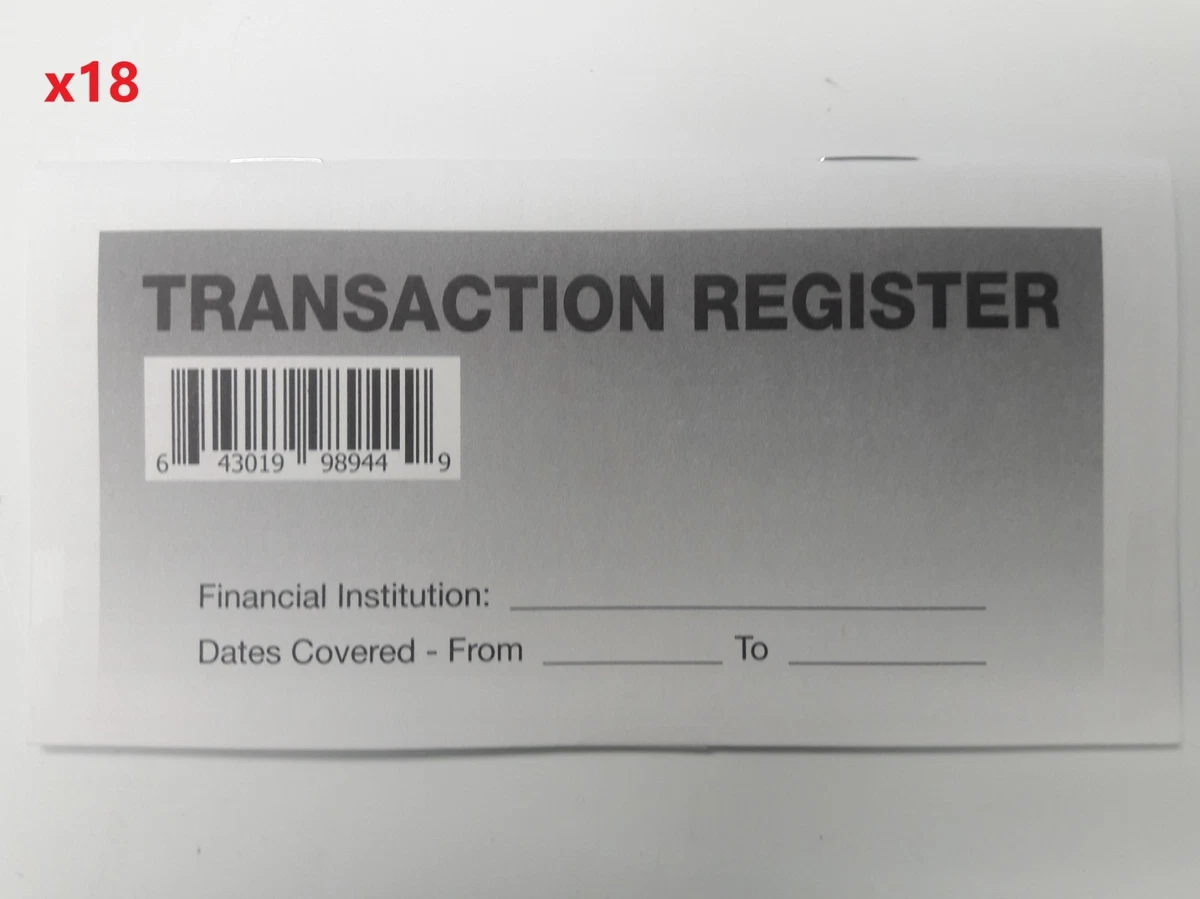 x18
TRANSACTION REGISTER
6 43019 98944 9
Financial Institution:
Dates Covered - From To